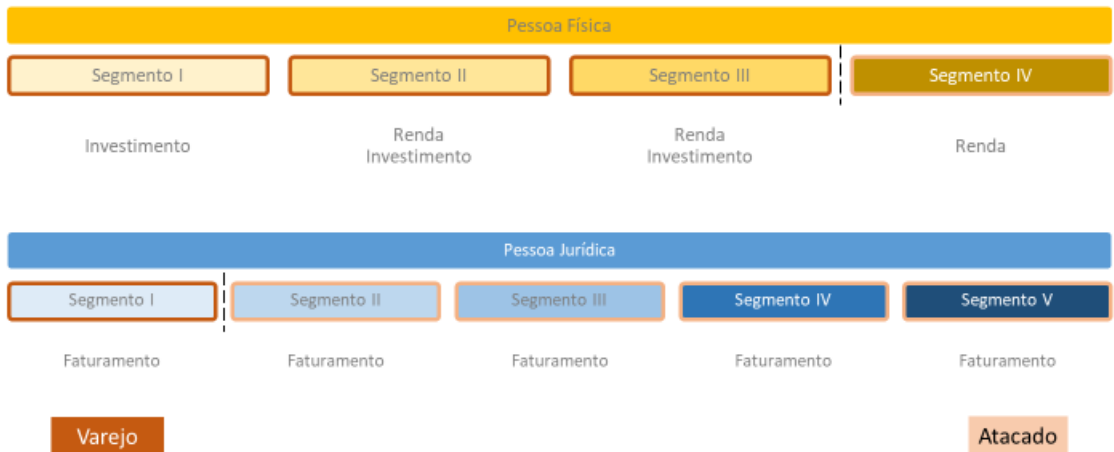 Pessoa Física
Segmento I
Segmento II
Segmento III
Segmento IV
Investimento
Renda
Investimento
Renda
Investimento
Renda
Pessoa Jurídica
Segmento I
Segmento II
Segmento III
Segmento IV
Segmento V
Faturamento
Faturamento
Faturamento
Faturamento
Faturamento
Varejo
Atacado